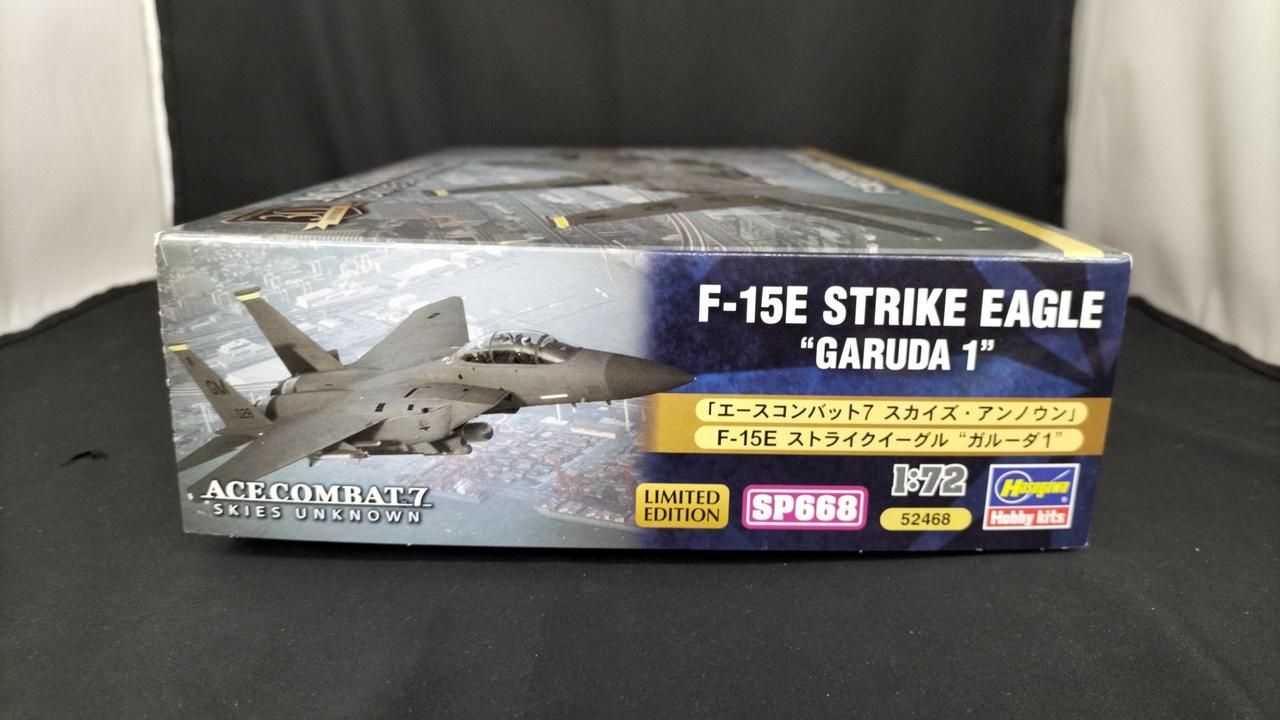 F-15E STRIKE EAGLE
“GARUDA 1”
「エースコンバット7 スカイズ・アンノウン」
F-15E ストライクイーグル “ガルーダ1”
ACE COMBAT 7
SKIES UNKNOWN
LIMITED
EDITION
SP668
1:72
52468
Hasegawa
Hobby kits